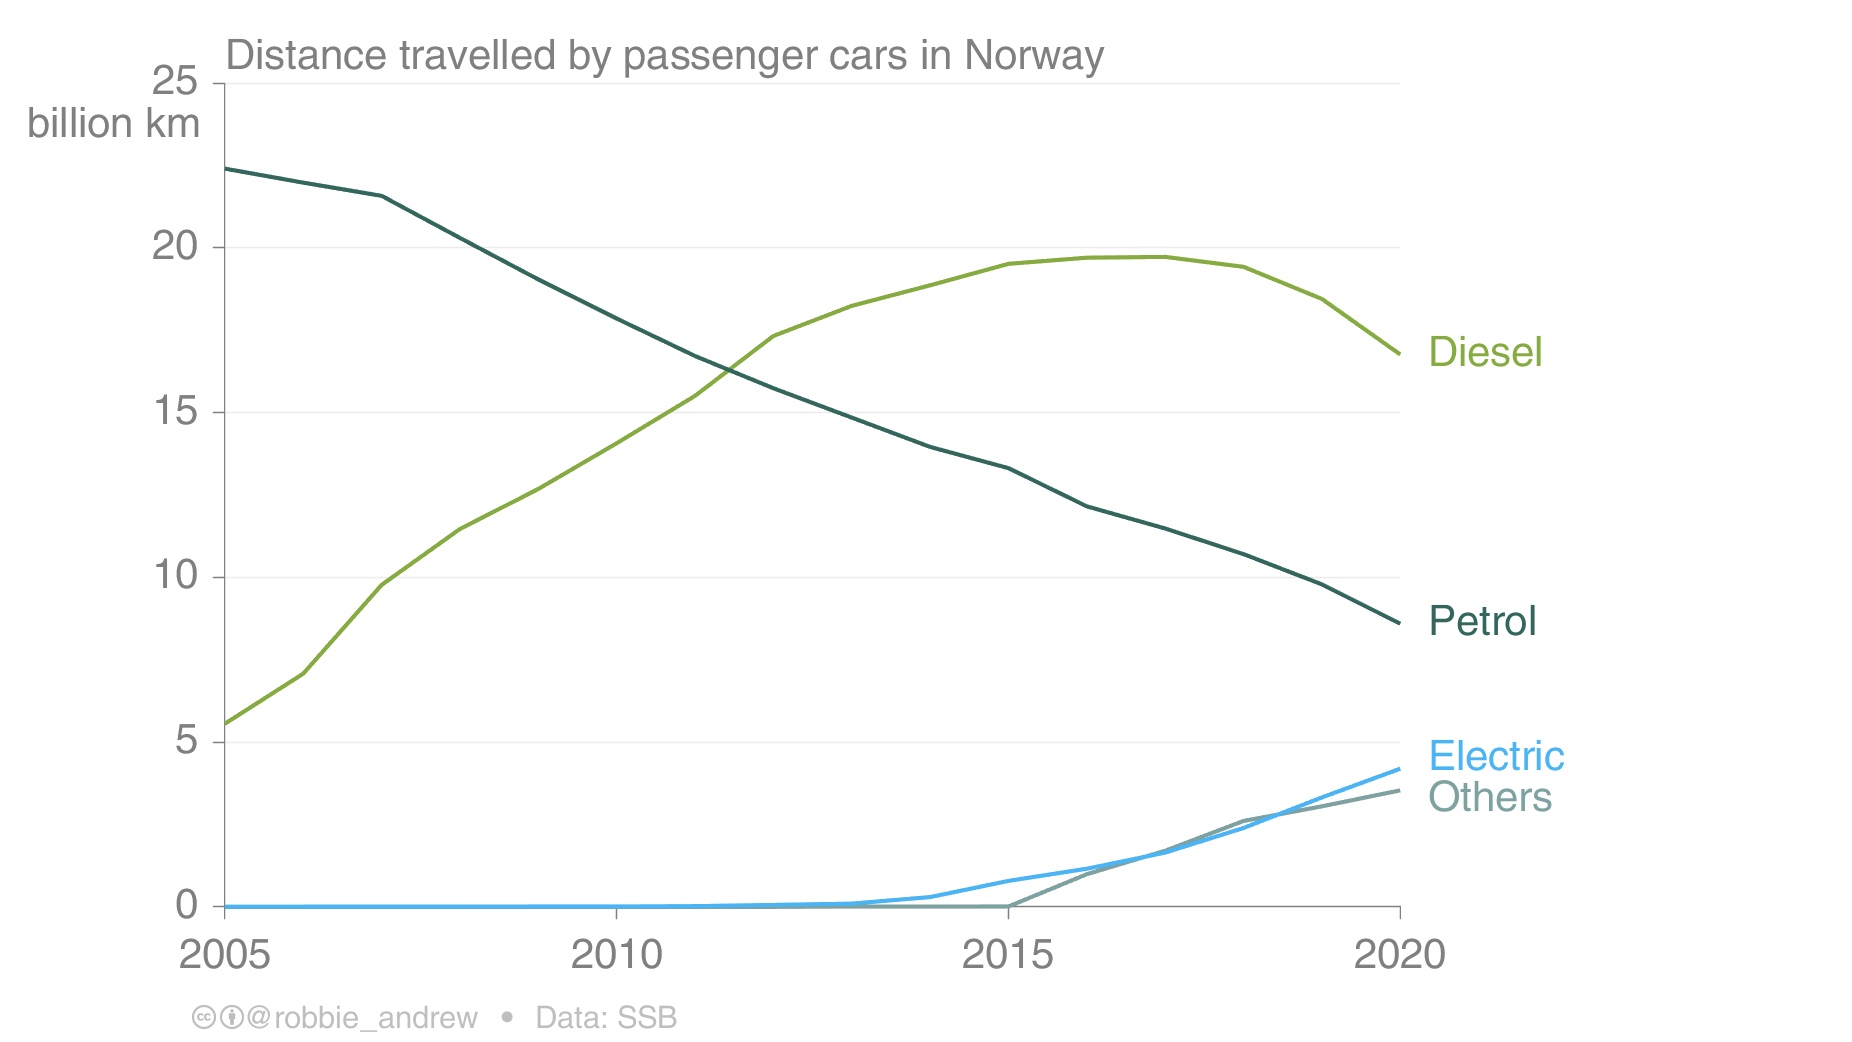 Distance travelled by passenger cars in Norway
25
billion km
20
15
10
5
0
Diesel
Petrol
Electric
Others
2005 2010 2015 2020
cc @robbie_andrew • Data: SSB